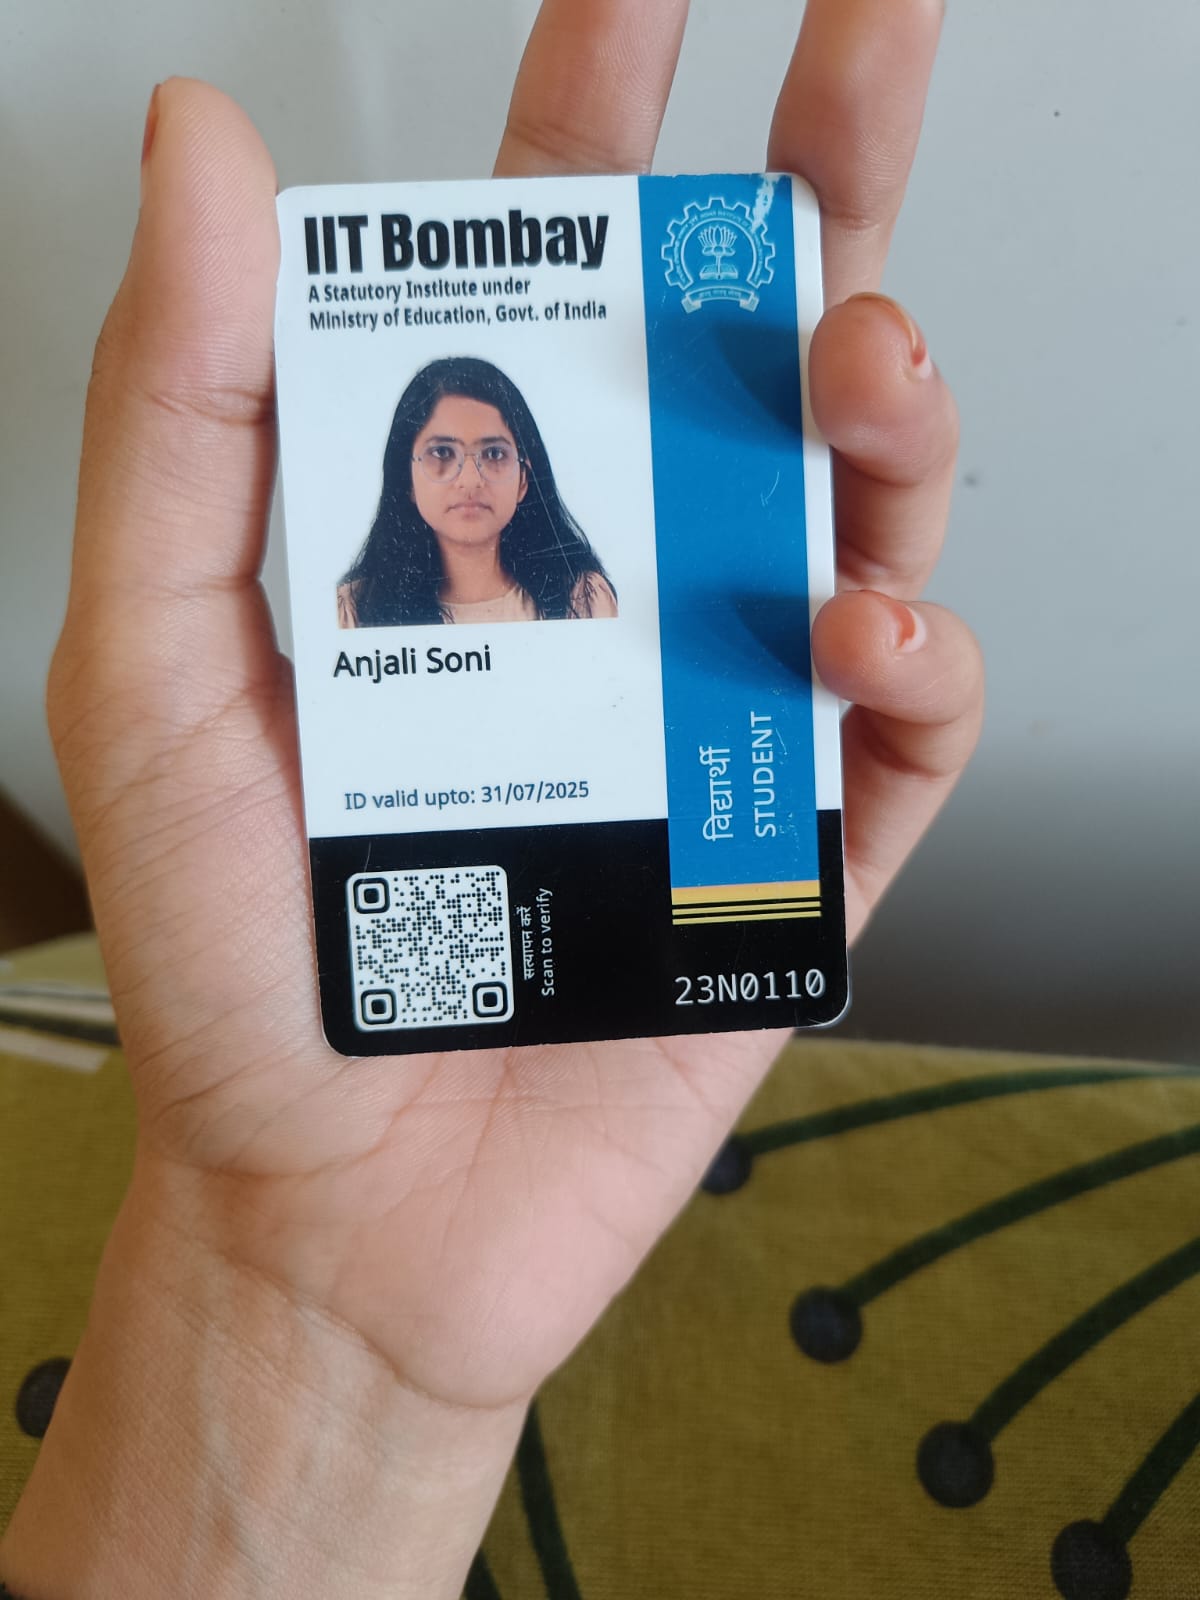 IIT Bombay
A Statutory Institute under
Ministry of Education, Govt. of India
Anjali Soni
ID valid upto: 31/07/2025
विद्यार्थी
STUDENT
सत्यापन करें
Scan to verify
23N0110